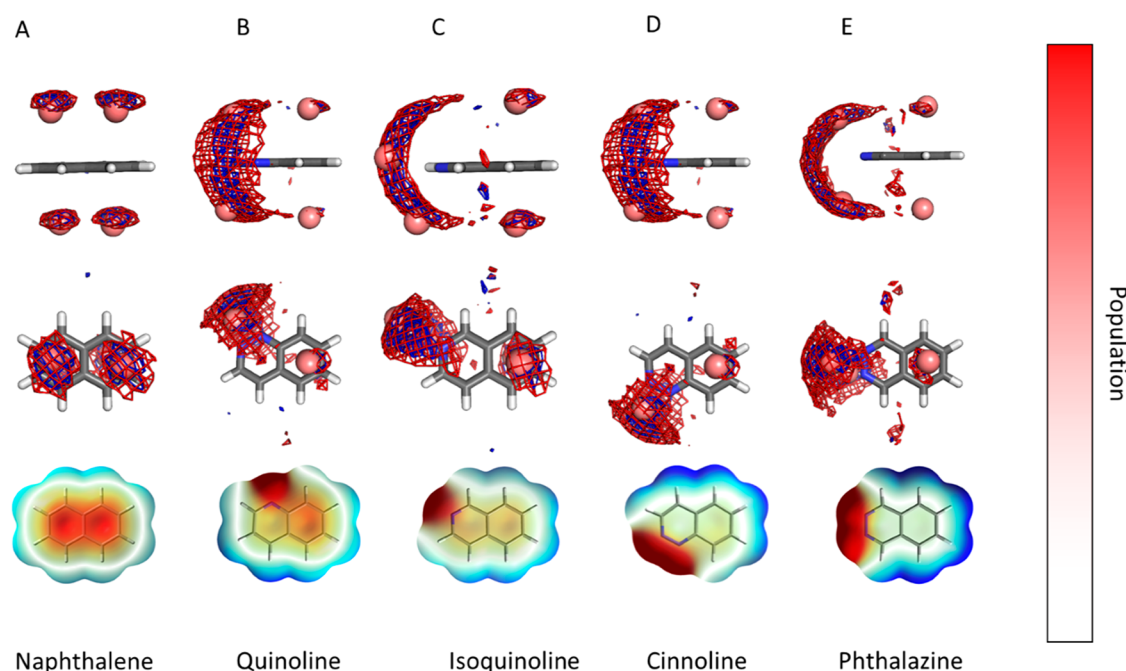 A
B
C
D
E
Population
Naphthalene
Quinoline
Isoquinoline
Cinnoline
Phthalazine